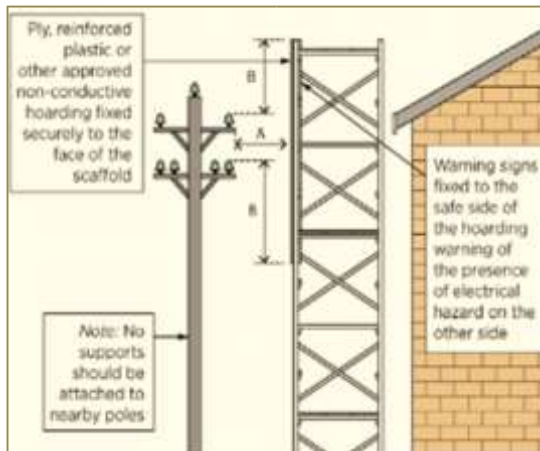 Ply, reinforced
plastic or
other approved
non-conductive
hoarding fixed
securely to the
face of the
scaffold
B
A
B
Warning signs
fixed to the
safe side of
the hoarding
warning of
the presence
of electrical
hazard on the
other side
Note: No
supports
should be
attached to
nearby poles